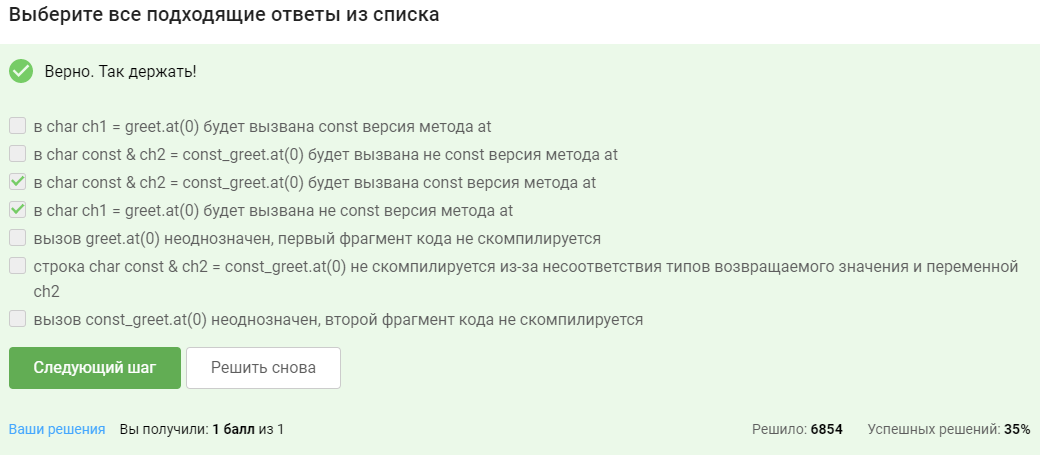 Выберите все подходящие ответы из списка
Верно. Так держать!
в char ch1 = greet.at(0) будет вызвана const версия метода at
в char const & ch2 = const_greet.at(0) будет вызвана не const версия метода at
в char const & ch2 = const_greet.at(0) будет вызвана const версия метода at
в char ch1 = greet.at(0) будет вызвана не const версия метода at
вызов greet.at(0) неоднозначен, первый фрагмент кода не скомпилируется
строка char const & ch2 = const_greet.at(0) не скомпилируется из-за несоответствия типов возвращаемого значения и переменной
ch2
вызов const_greet.at(0) неоднозначен, второй фрагмент кода не скомпилируется
Следующий шаг Решить снова
Ваши решения Вы получили: 1 балл из 1 Решило: 6854 Успешных решений: 35%